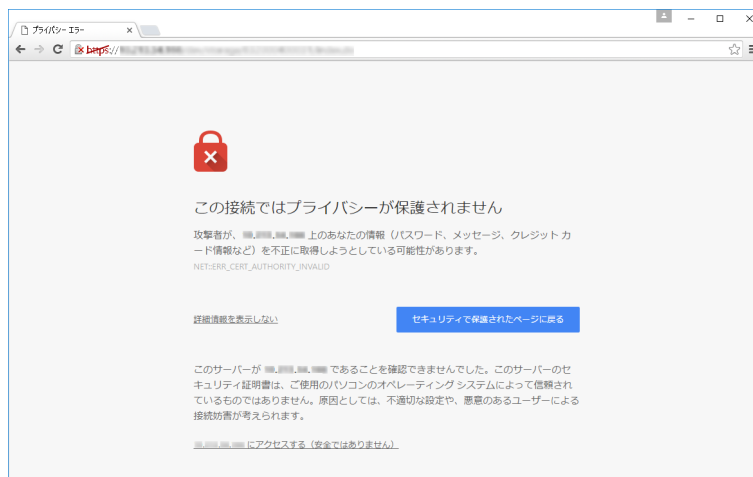 プライバシー エラー
https://
この接続ではプライバシーが保護されません
攻撃者が、 上のあなたの情報（パスワード、メッセージ、クレジット カ
ード情報など）を不正に取得しようとしている可能性があります。
NET::ERR_CERT_AUTHORITY_INVALID
詳細情報を表示しない
セキュリティで保護されたページに戻る
このサーバーが であることを確認できませんでした。このサーバーのセ
キュリティ証明書は、ご使用のパソコンのオペレーティング システムによって信頼され
ているものではありません。原因としては、不適切な設定や、悪意のあるユーザーによる
接続妨害が考えられます。
にアクセスする（安全ではありません）